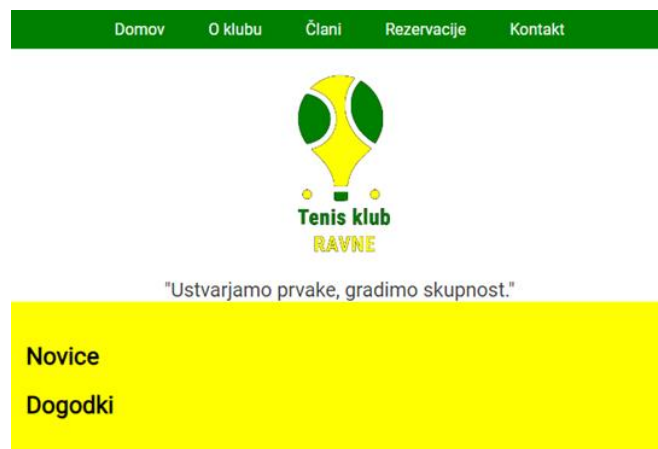 Domov O klubu Člani Rezervacije Kontakt
Tenis klub
RAVNE
"Ustvarjamo prvake, gradimo skupnost."
Novice
Dogodki